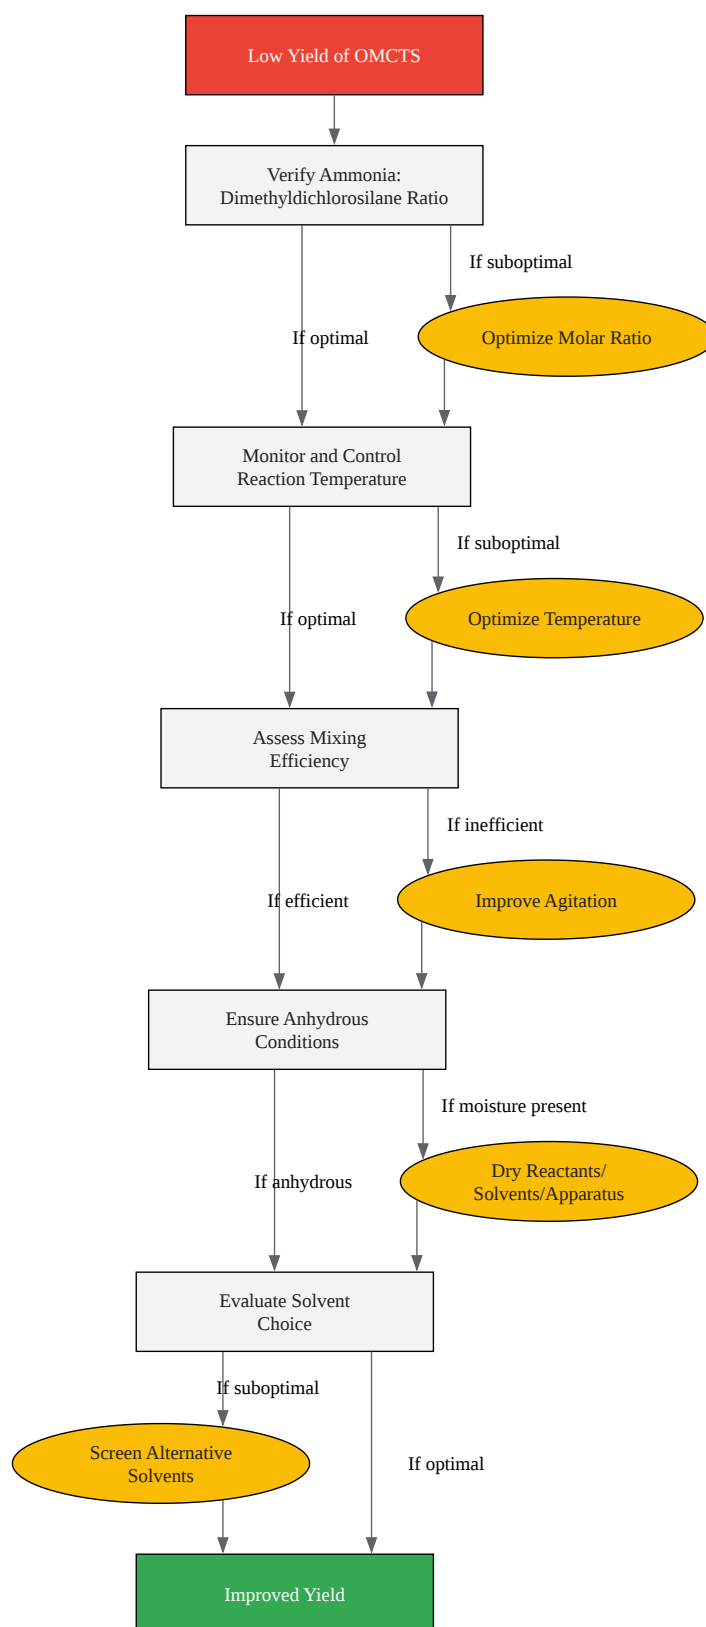 Low Yield of OMCTS
Verify Ammonia:
Dimethyldichlorosilane Ratio
If suboptimal
If optimal
Optimize Molar Ratio
Monitor and Control
Reaction Temperature
If suboptimal
If optimal
Optimize Temperature
Assess Mixing
Efficiency
If inefficient
If efficient
Improve Agitation
Ensure Anhydrous
Conditions
If moisture present
If anhydrous
Dry Reactants/
Solvents/Apparatus
Evaluate Solvent
Choice
If suboptimal
Screen Alternative
Solvents
If optimal
Improved Yield